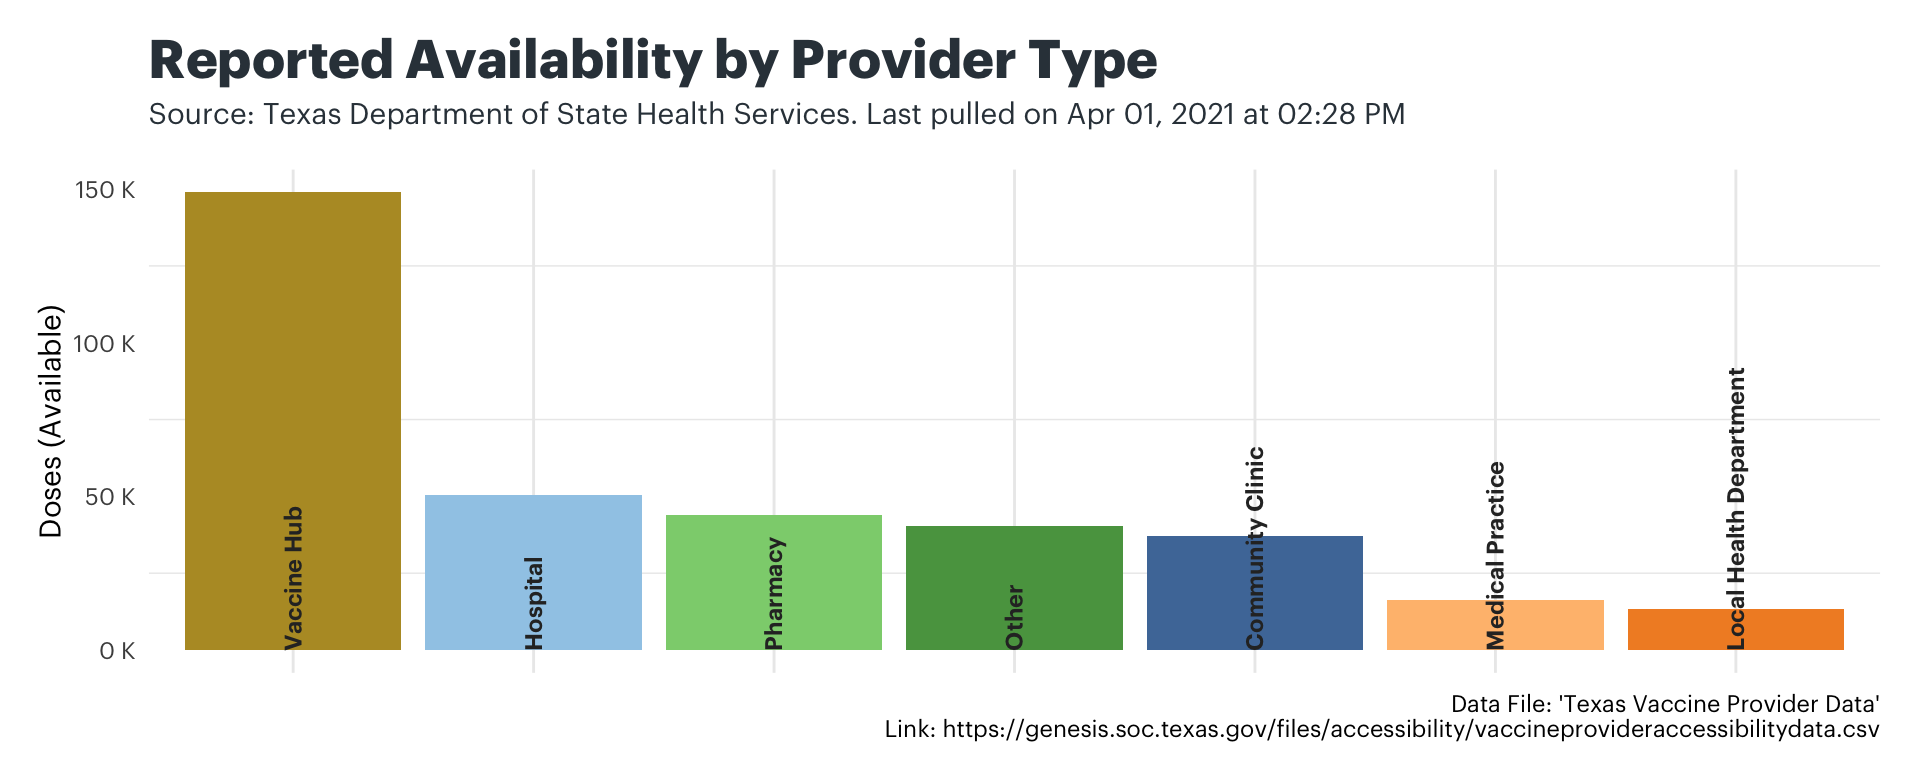 Reported Availability by Provider Type
Source: Texas Department of State Health Services. Last pulled on Apr 01, 2021 at 02:28 PM
Doses (Available)
150 K
100 K
50 K
0 K
Vaccine Hub
Hospital
Pharmacy
Other
Community Clinic
Medical Practice
Local Health Department
Data File: 'Texas Vaccine Provider Data'
Link: https://genesis.soc.texas.gov/files/accessibility/vaccineprovideraccessibilitydata.csv